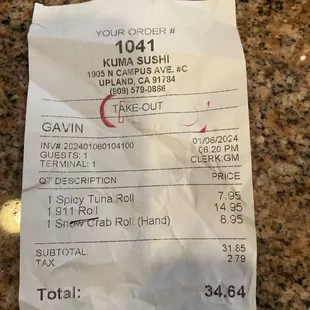 YOUR ORDER #
1041
KUMA SUSHI
1905 N CAMPUS AVE. #C
UPLAND, CA 91784
(909) 579-0866
TAKE-OUT
GAVIN
INV#:202401060104100 01/06/2024
GUESTS: 1 06:20 PM
TERMINAL: 1 CLERK:GM
QT DESCRIPTION PRICE
1 Spicy Tuna Roll 7.95
1 911 Roll 14.95
1 Snow Crab Roll (Hand) 8.95
SUBTOTAL: 31.85
TAX: 2.79
Total: 34.64